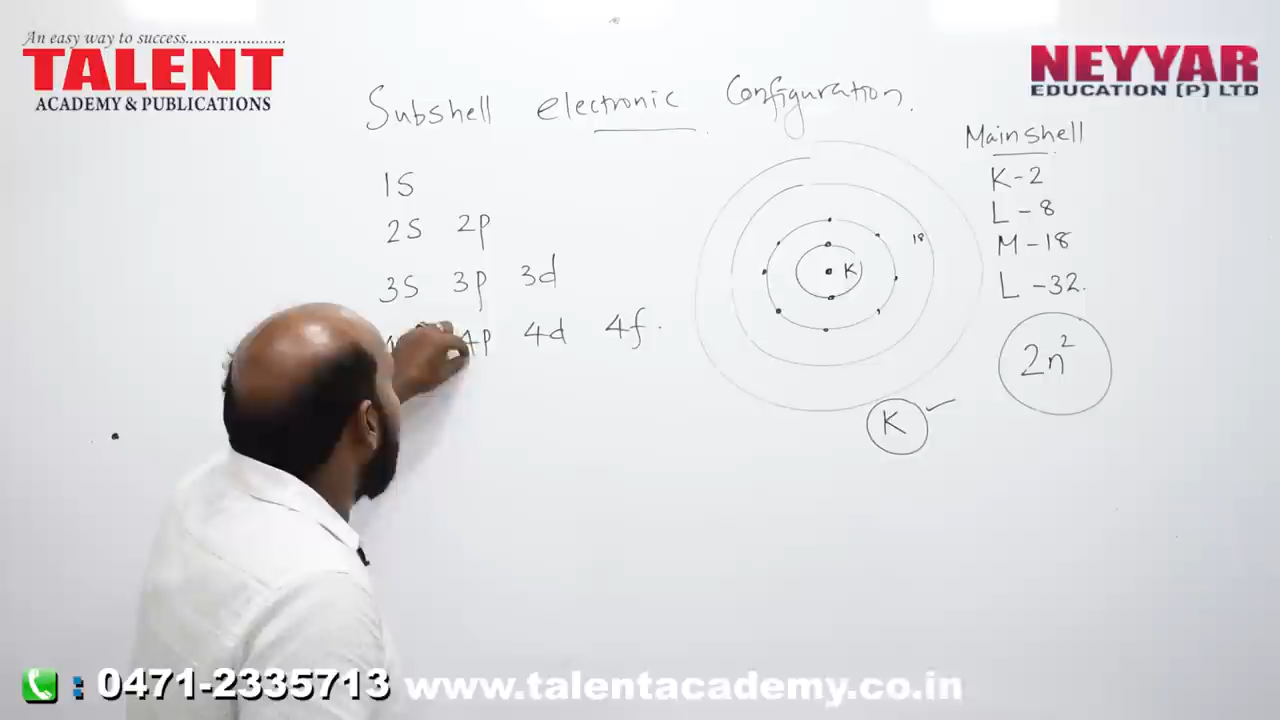 An easy way to success.......................
TALENT
ACADEMY & PUBLICATIONS
NEYYAR
EDUCATION (P) LTD
Subshell electronic Configuration.
1S
2S 2p
3S 3p 3d
4p 4d 4f.
K
18
Main shell
K-2
L-8
M-18
L-32.
2n²
K ✓
: 0471-2335713 www.talentacademy.co.in